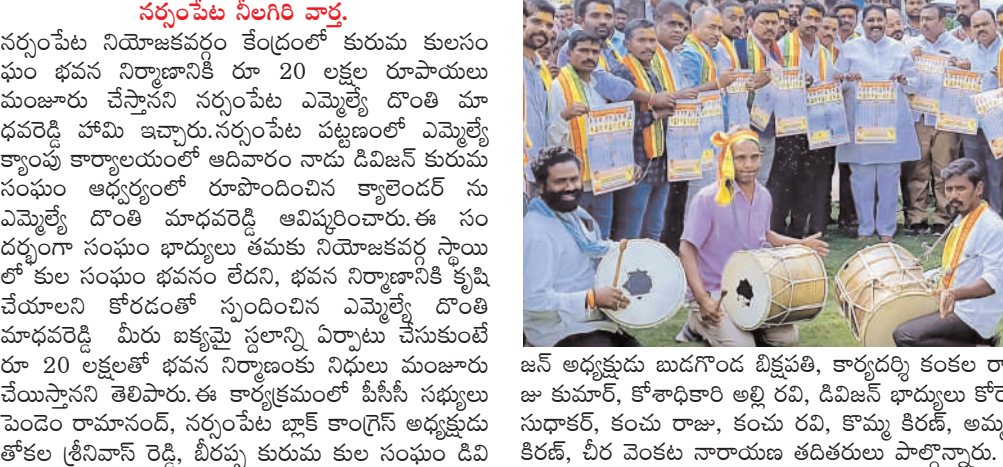 నర్సంపేట నీలగిరి వార్త.
నర్సంపేట నియోజకవర్గం కేంద్రంలో కురుమ కులసం
ఘం భవన నిర్మాణానికి రూ 20 లక్షల రూపాయలు
మంజూరు చేస్తానని నర్సంపేట ఎమ్మెల్యే దొంతి మా
ధవరెడ్డి హామి ఇచ్చారు.నర్సంపేట పట్టణంలో ఎమ్మెల్యే
క్యాంపు కార్యాలయంలో ఆదివారం నాడు డివిజన్ కురుమ
సంఘం ఆధ్వర్యంలో రూపొందించిన క్యాలెండర్ ను
ఎమ్మెల్యే దొంతి మాధవరెడ్డి ఆవిష్కరించారు.ఈ సం
దర్భంగా సంఘం భాద్యులు తమకు నియోజకవర్గ స్థాయి
లో కుల సంఘం భవనం లేదని, భవన నిర్మాణానికి కృషి
చేయాలని కోరడంతో స్పందించిన ఎమ్మెల్యే దొంతి
మాధవరెడ్డి మీరు ఐక్యమై స్దలాన్ని ఏర్పాటు చేసుకుంటే
రూ 20 లక్షలతో భవన నిర్మాణంకు నిధులు మంజూరు
చేయిస్తానని తెలిపారు.ఈ కార్యక్రమంలో పీసీసీ సభ్యులు
పెండెం రామానంద్, నర్సంపేట బ్లాక్ కాంగ్రెస్ అధ్యక్షుడు
తోకల శ్రీనివాస్ రెడ్డి, బీరప్ప కురుమ కుల సంఘం డివి
జన్ అధ్యక్షుడు బుడగొండ బిక్షపతి, కార్యదర్శి కంకల రా
జు కుమార్, కోశాధికారి అల్లి రవి, డివిజన్ భాద్యులు కోరె
సుధాకర్, కంచు రాజు, కంచు రవి, కొమ్మ కిరణ్, అమ్మ
కిరణ్, చీర వెంకట నారాయణ తదితరులు పాల్గొన్నారు.